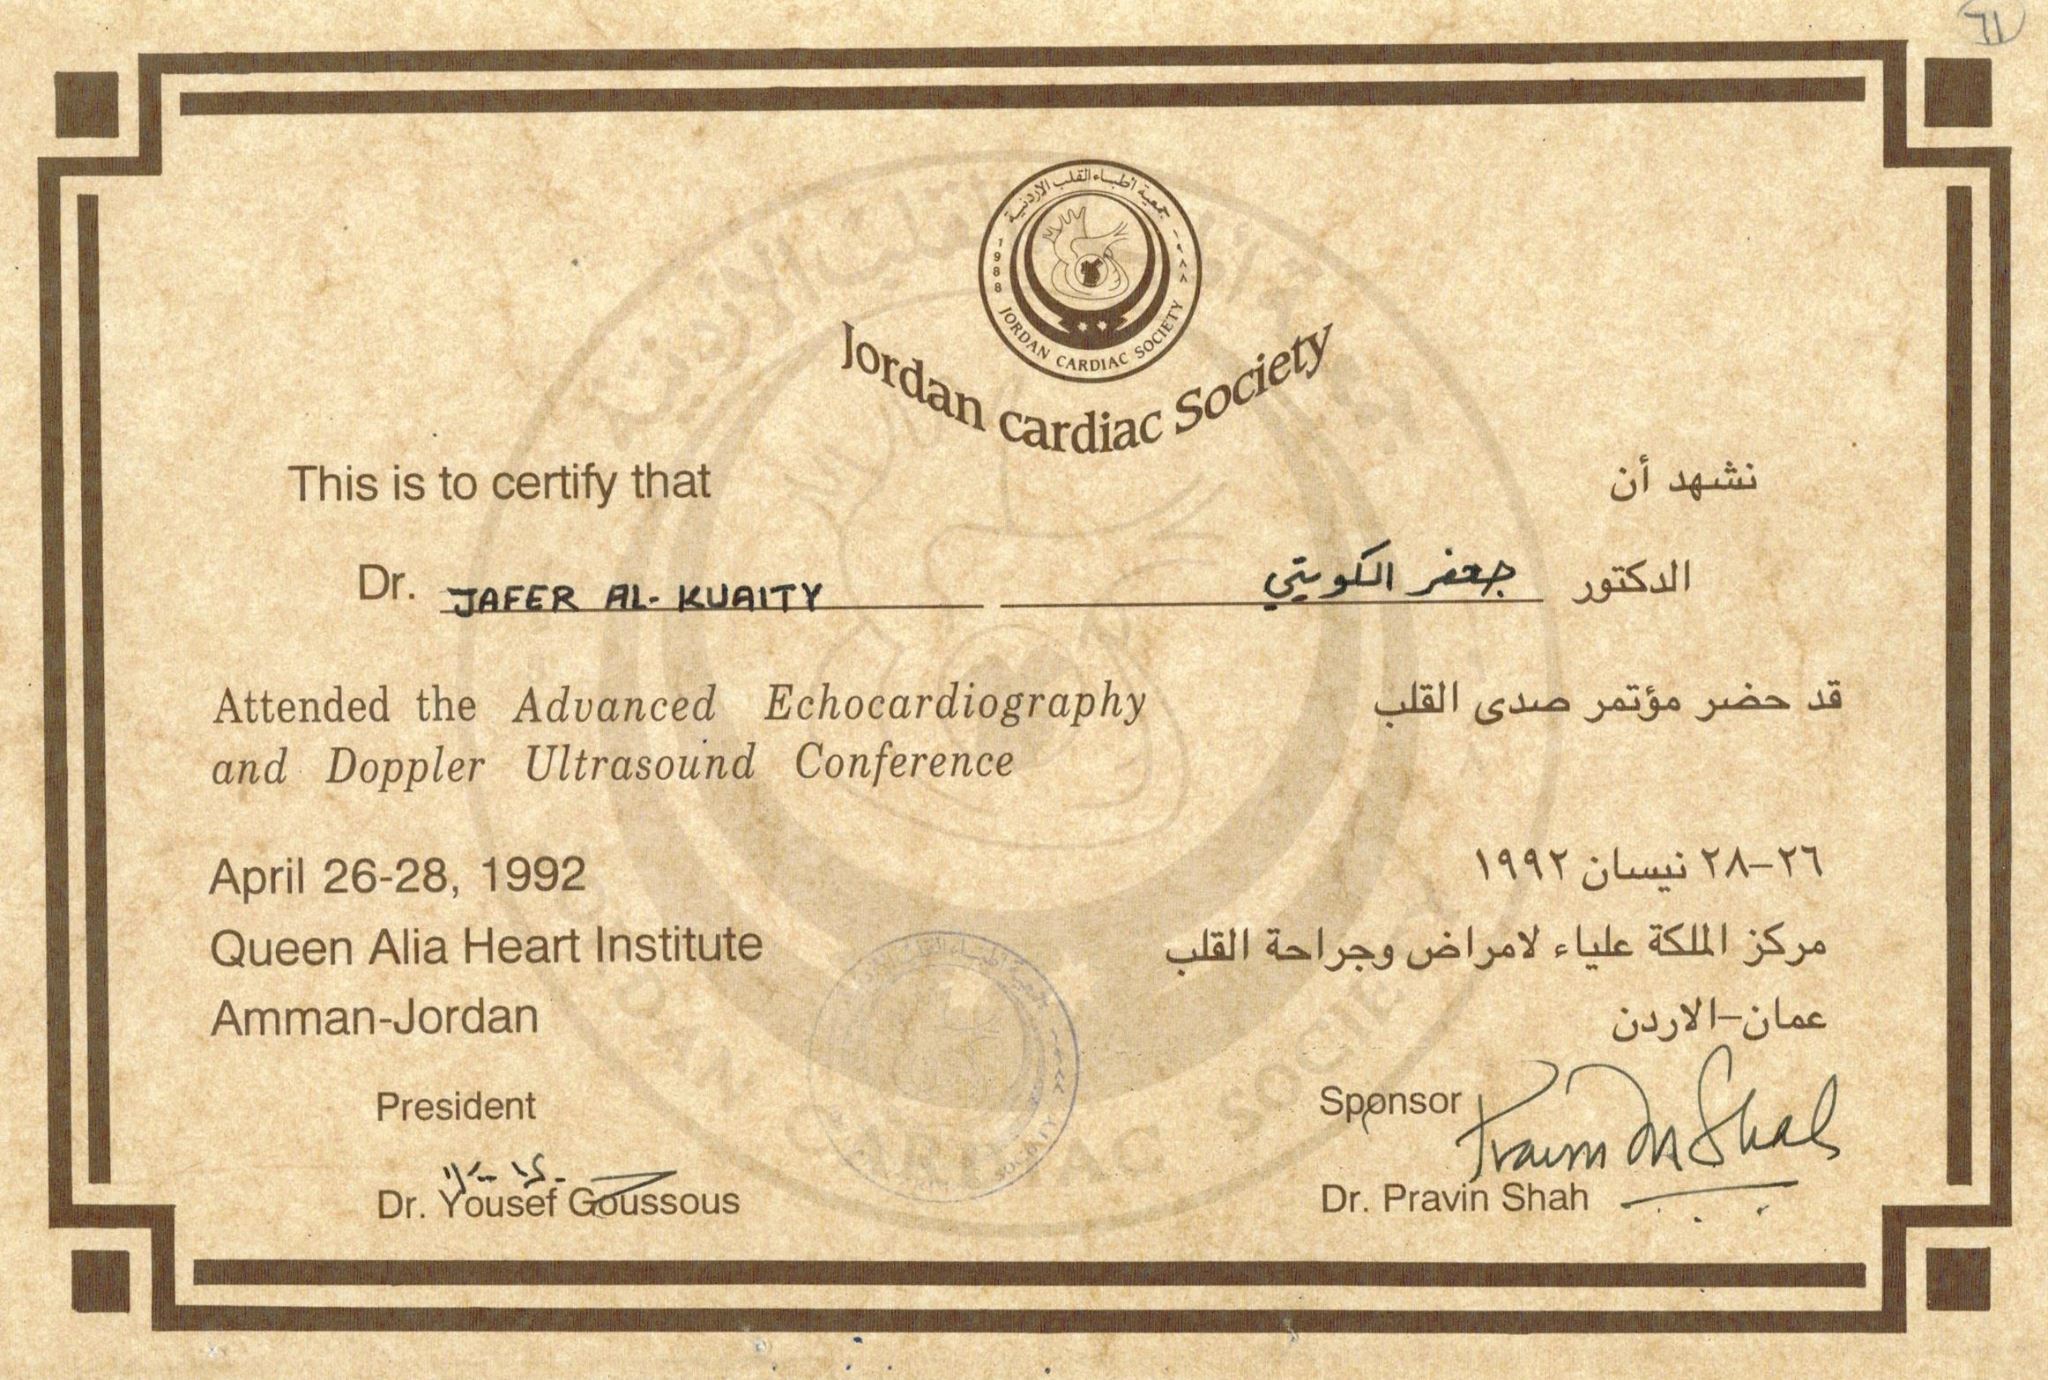 جمعية أطباء القلب الاردنية
1988
١٩٨٨
JORDAN CARDIAC SOCIETY
Jordan cardiac Society
This is to certify that
نشهد أن
Dr. JAFER AL-KUAITY
الدكتور جعفر الكويتي
Attended the Advanced Echocardiography
and Doppler Ultrasound Conference
قد حضر مؤتمر صدى القلب
April 26-28, 1992
٢٦-٢٨ نيسان ١٩٩٢
Queen Alia Heart Institute
مركز الملكة علياء لامراض وجراحة القلب
Amman-Jordan
عمان-الاردن
President
Dr. Yousef Goussous
Sponsor
Pravin M Shah
Dr. Pravin Shah